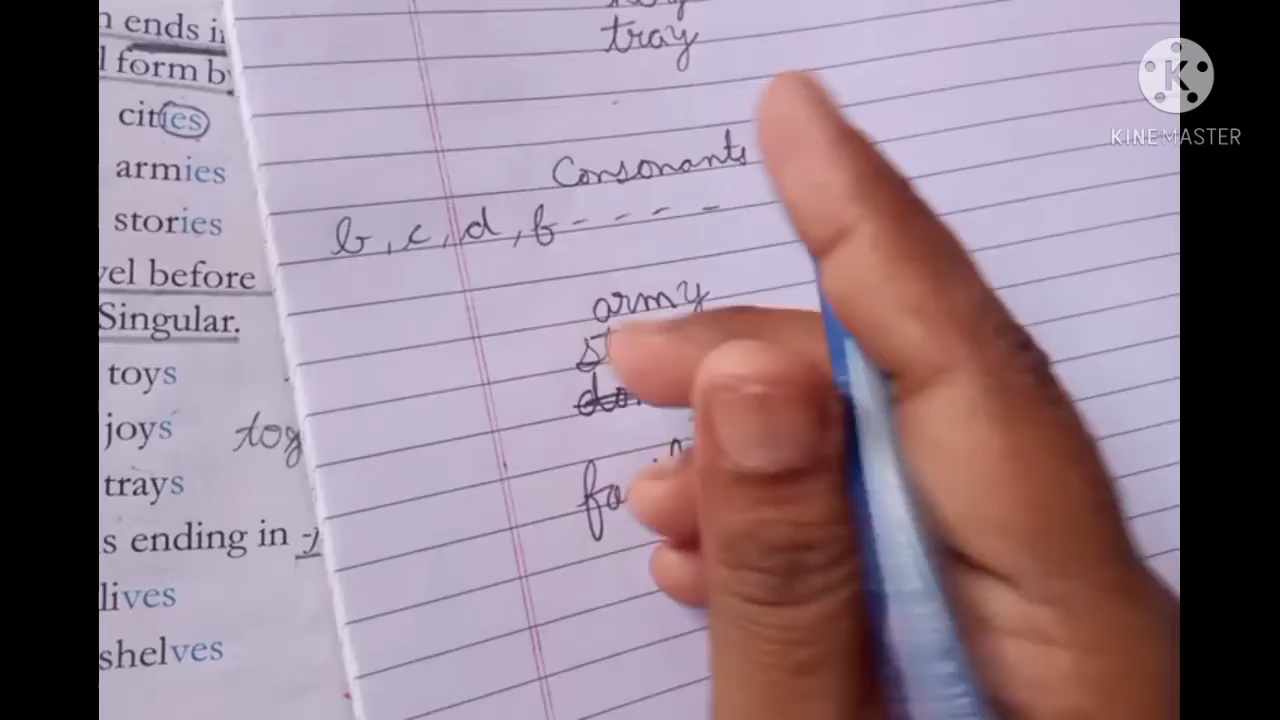 ends i
form by
cities
armies
stories
vel before
Singular.
toys
joys
trays
s ending in
lives
shelves
toy
tray
Consonants
b, c, d, f - - - -
army
KINEMASTER